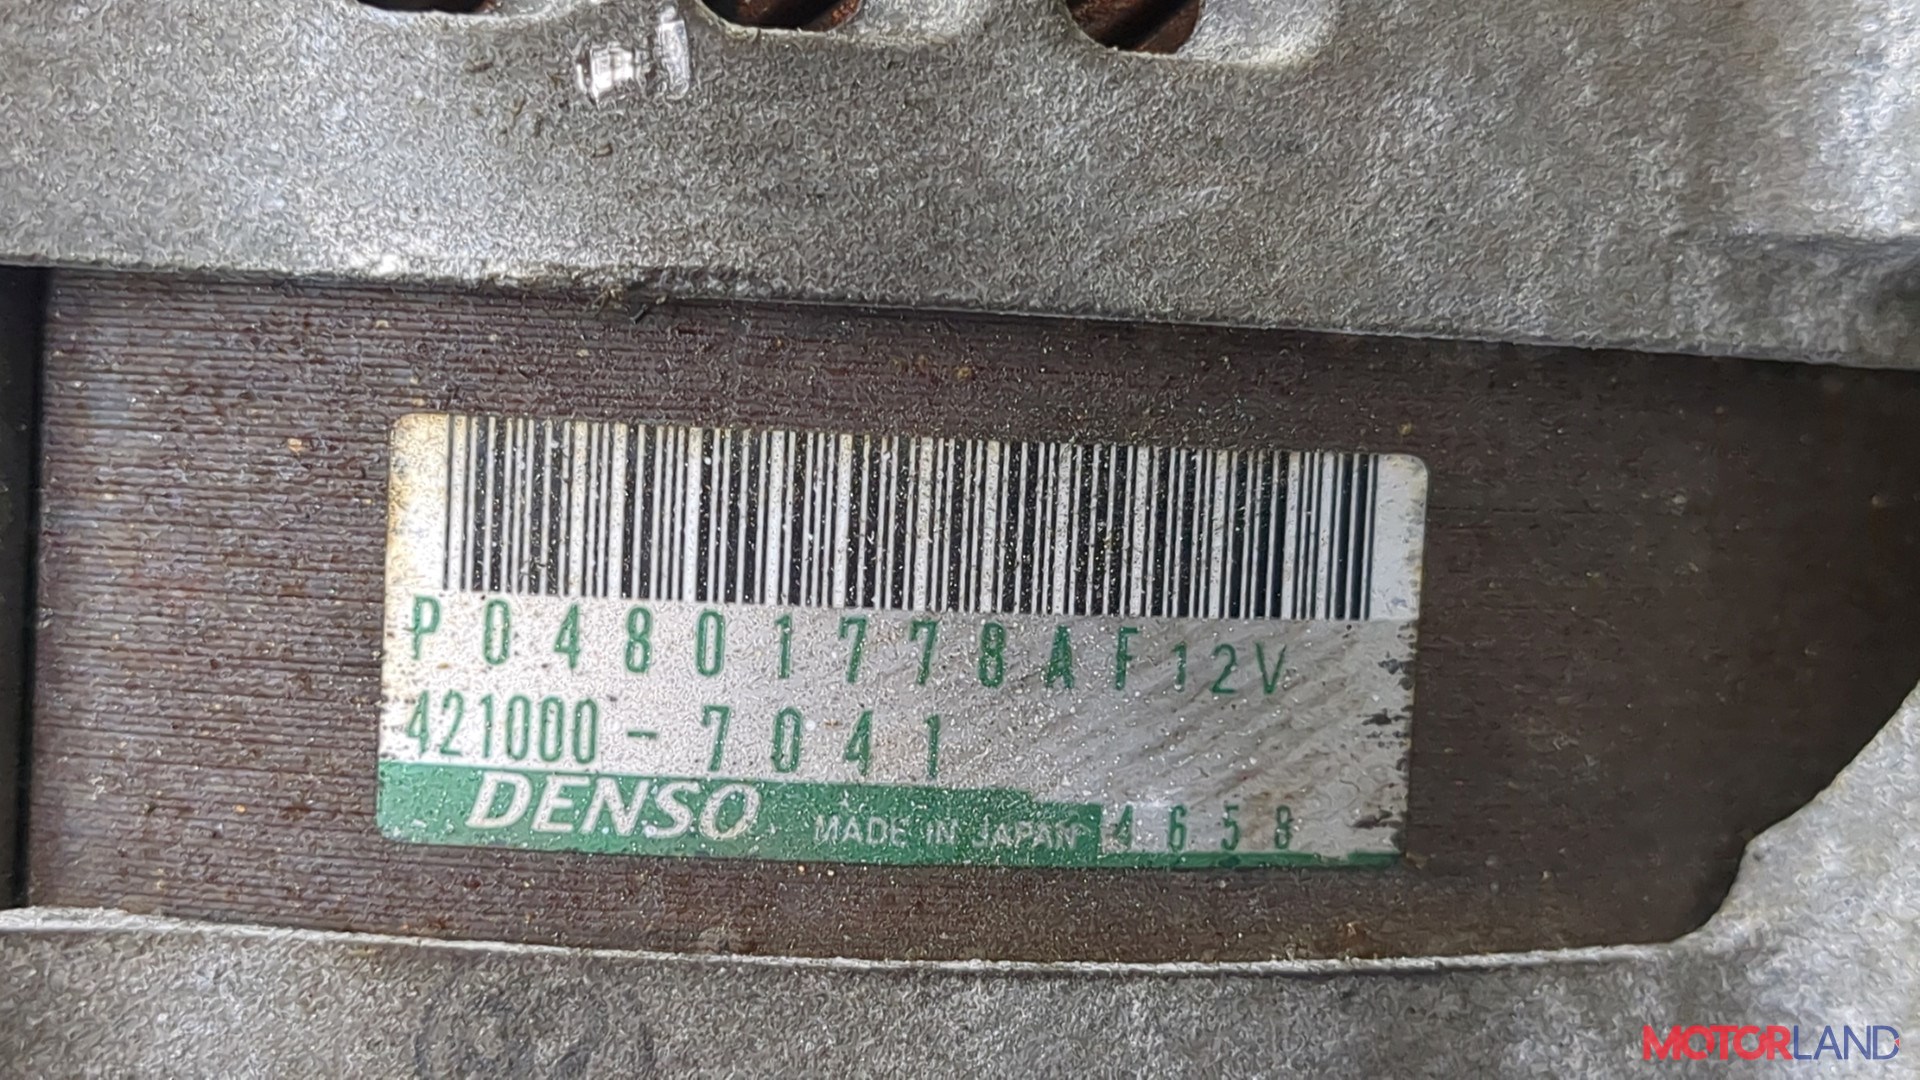 P04801778AF 12V
421000-7041
DENSO MADE IN JAPAN 4658
MOTORLAND